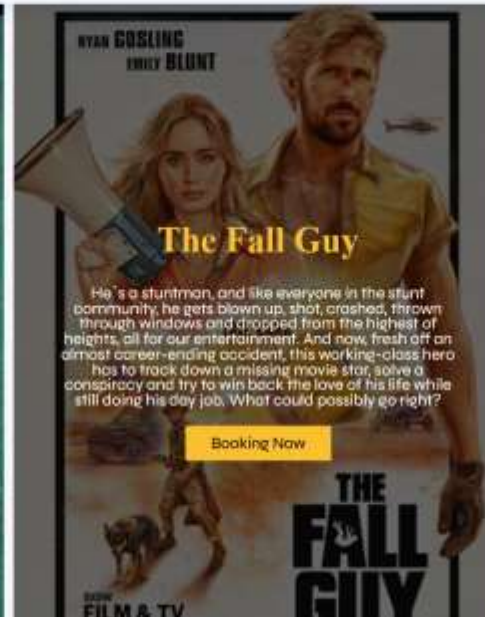 RYAN GOSLING
EMILY BLUNT
The Fall Guy
He`s a stuntman, and like everyone in the stunt
community, he gets blown up, shot, crashed, thrown
through windows and dropped from the highest of
heights, all for our entertainment. And now, fresh off an
almost career-ending accident, this working-class hero
has to track down a missing movie star, solve a
conspiracy and try to win back the love of his life while
still doing his day job. What could possibly go right?
Booking Now
THE
FALL
GUY
FILM & TV